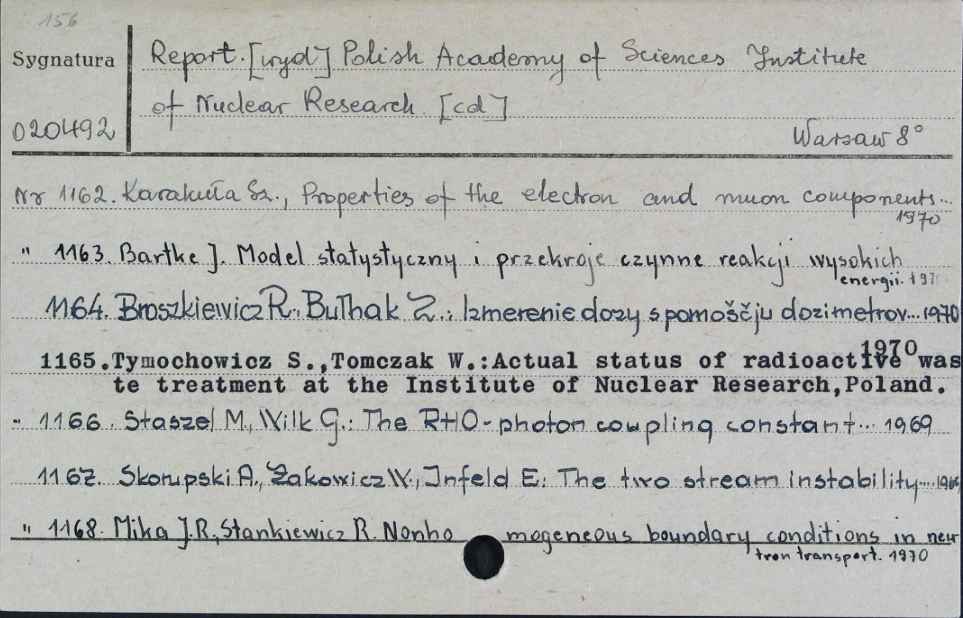 156
Sygnatura
Report. [wyd] Polish Academy of Sciences Institute
of Nuclear Research. [cd]
020492
Warsaw 8°
Nr 1162. Karakuła Sz., Properties of the electron and muon components...
1970
" 1163. Bartke J. Model statystyczny i przekroje czynne reakcji wysokich
energii. 197
1164. Broszkiewicz R., Bułhak Z.: Izmerenie dozy s pomoščju dozimetrov... 1970
1970
1165.Tymochowicz S.,Tomczak W.:Actual status of radioactive was
te treatment at the Institute of Nuclear Research,Poland.
" 1166. Staszel M., Wilk G.: The RHO-photon coupling constant... 1969
1167. Skorupski A., Żakowicz W., Infeld E. The two stream instability...
" 1168. Mika J.R., Stankiewicz R. Nonho mogeneous boundary conditions in neu
tron transport. 1970